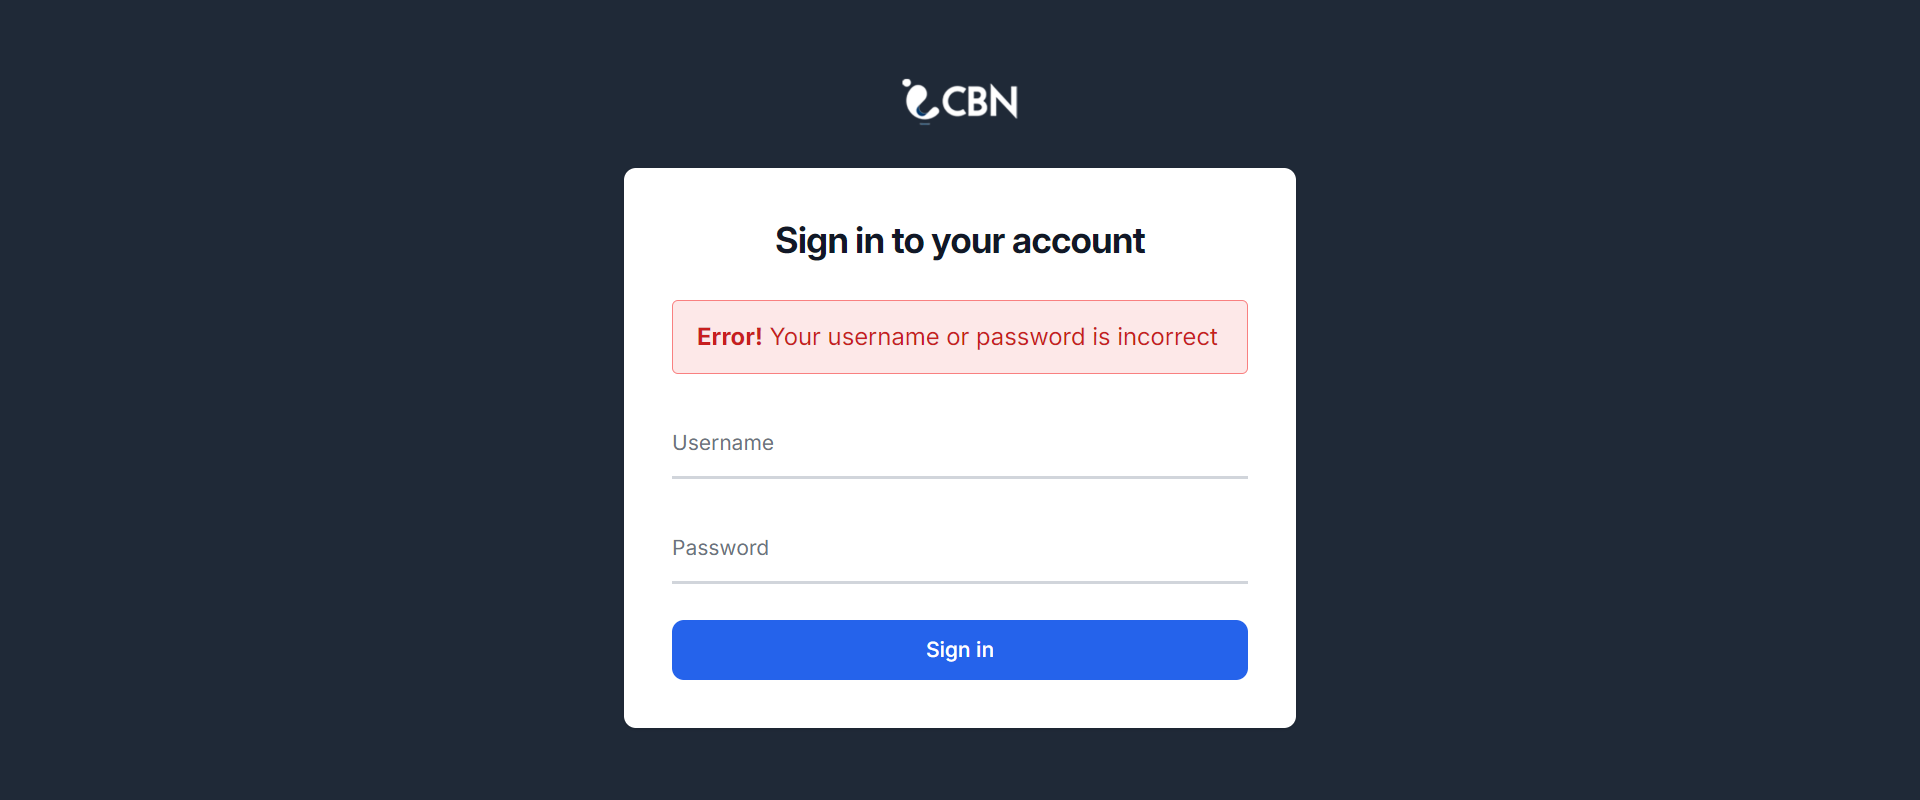 CBN
Sign in to your account
Error! Your username or password is incorrect
Username
Password
Sign in